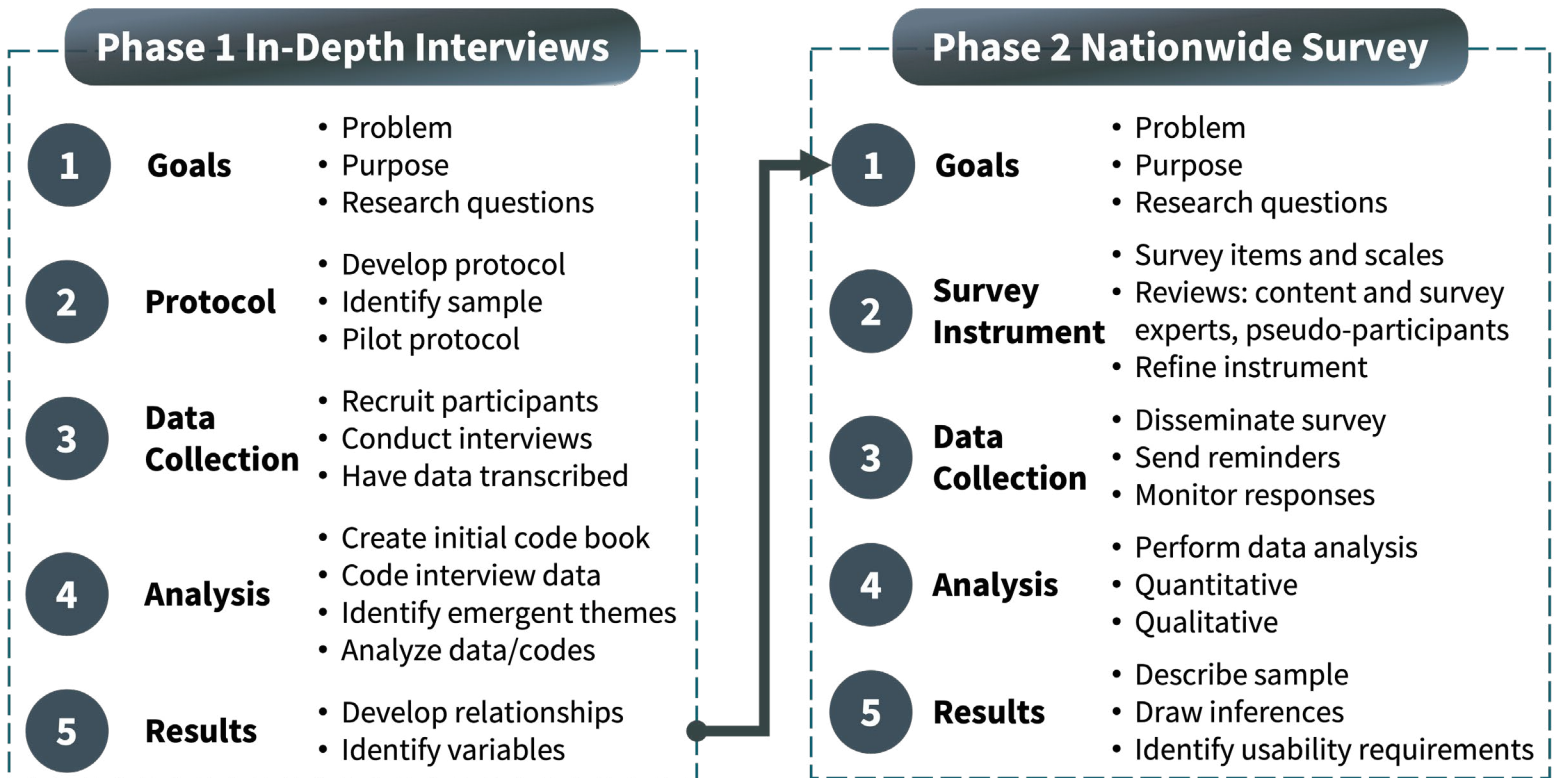 Phase 1 In-Depth Interviews
1
Goals
• Problem
• Purpose
• Research questions
2
Protocol
• Develop protocol
• Identify sample
• Pilot protocol
3
Data
Collection
• Recruit participants
• Conduct interviews
• Have data transcribed
4
Analysis
• Create initial code book
• Code interview data
• Identify emergent themes
• Analyze data/codes
5
Results
• Develop relationships
• Identify variables
Phase 2 Nationwide Survey
1
Goals
• Problem
• Purpose
• Research questions
2
Survey
Instrument
• Survey items and scales
• Reviews: content and survey
experts, pseudo-participants
• Refine instrument
3
Data
Collection
• Disseminate survey
• Send reminders
• Monitor responses
4
Analysis
• Perform data analysis
• Quantitative
• Qualitative
5
Results
• Describe sample
• Draw inferences
• Identify usability requirements